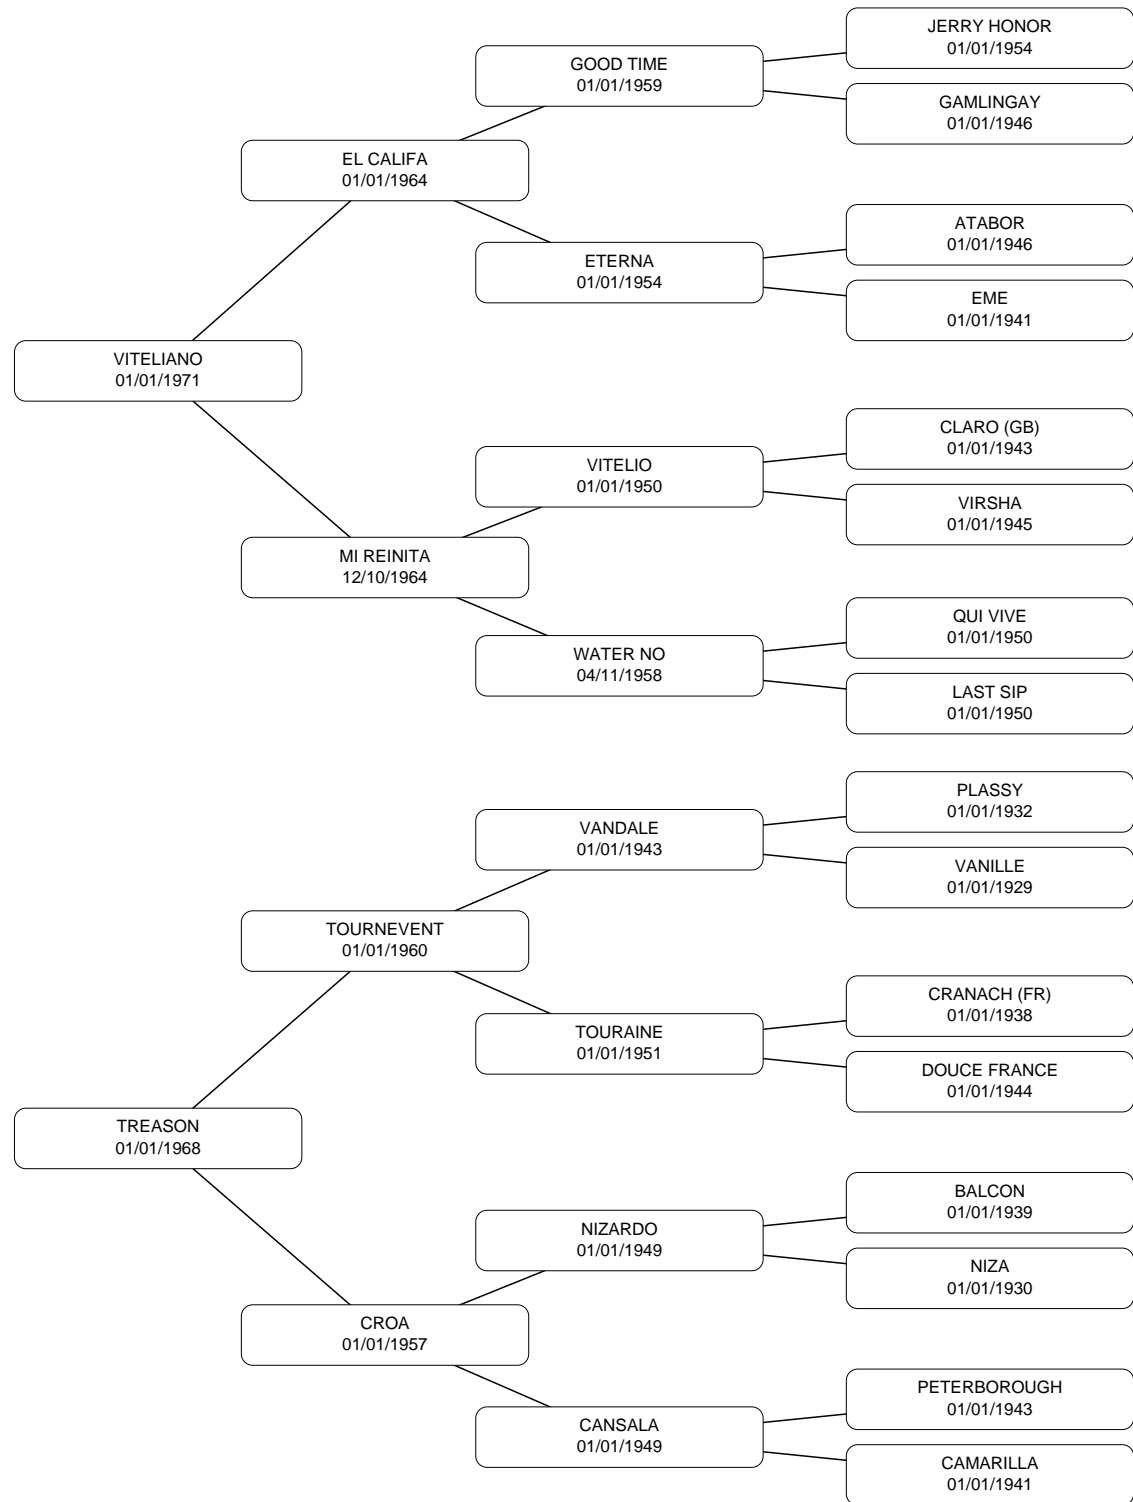 JERRY HONOR
01/01/1954
GOOD TIME
01/01/1959
GAMLINGAY
01/01/1946
EL CALIFA
01/01/1964
ATABOR
01/01/1946
ETERNA
01/01/1954
EME
01/01/1941
VITELIANO
01/01/1971
CLARO (GB)
01/01/1943
VITELIO
01/01/1950
VIRSHA
01/01/1945
MI REINITA
12/10/1964
QUI VIVE
01/01/1950
WATER NO
04/11/1958
LAST SIP
01/01/1950
PLASSY
01/01/1932
VANDALE
01/01/1943
VANILLE
01/01/1929
TOURNEVENT
01/01/1960
CRANACH (FR)
01/01/1938
TOURAINE
01/01/1951
DOUCE FRANCE
01/01/1944
TREASON
01/01/1968
BALCON
01/01/1939
NIZARDO
01/01/1949
NIZA
01/01/1930
CROA
01/01/1957
PETERBOROUGH
01/01/1943
CANSALA
01/01/1949
CAMARILLA
01/01/1941